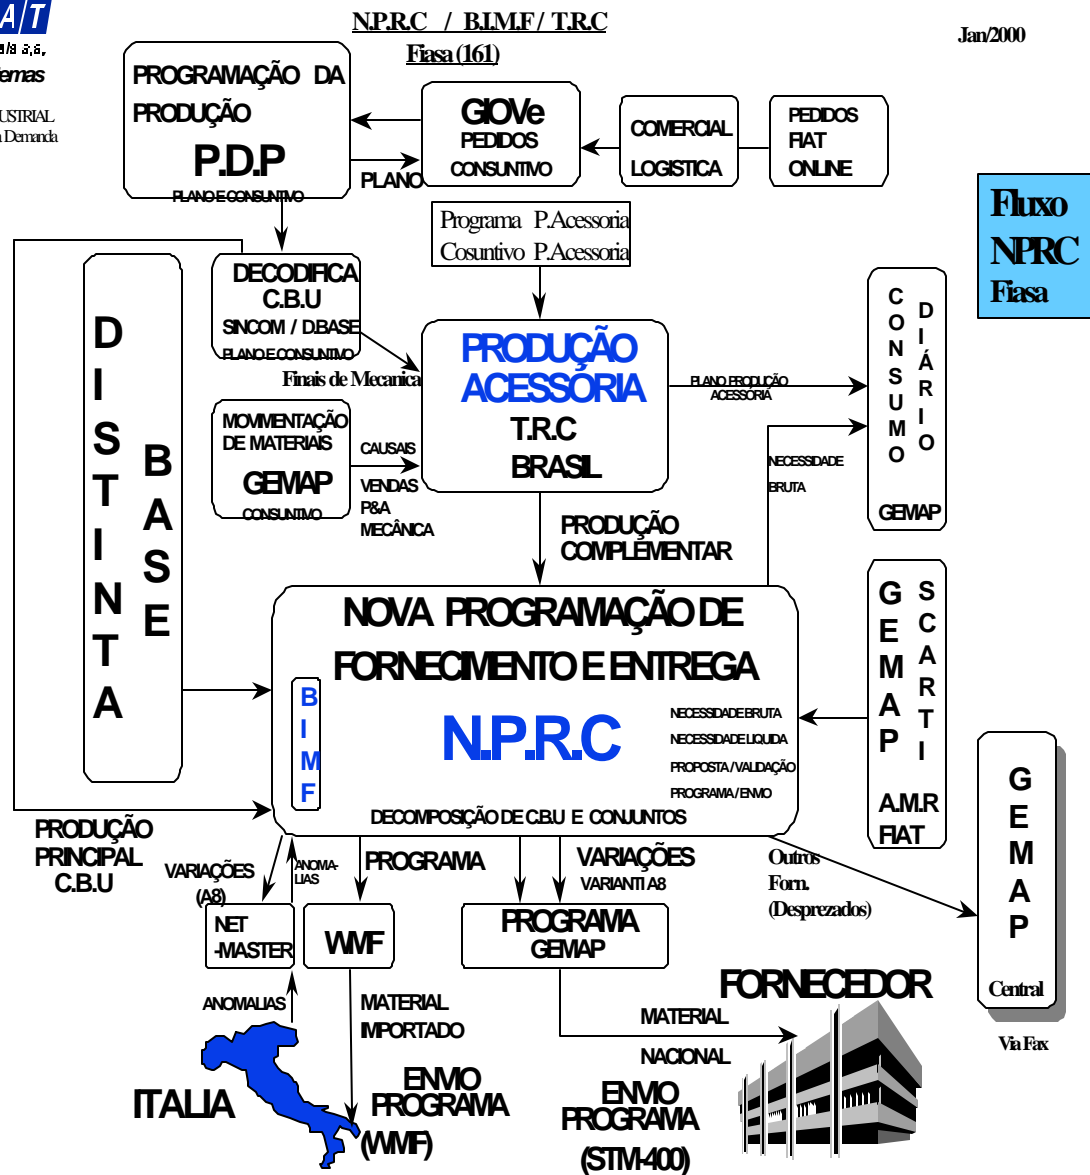 N.P.R.C / B.I.M.F / T.R.C
Fiasa (161)
Jan/2000
A/T
USTRIAL
Demanda
PROGRAMAÇÃO DA
PRODUÇÃO
P.D.P
PLANO E CONSUNTIVO
GIOVe
PEDIDOS
CONSUNTIVO
COMERCIAL
LOGISTICA
PEDIDOS
FIAT
ONLINE
PLANO
Programa P.Acessoria
Cosuntivo P.Acessoria
Fluxo
NPRC
Fiasa
DISTINTA
BASE
DECODIFICA
C.B.U
SINCOM / D.BASE
PLANO E CONSUNTIVO
Finais de Mecanica
PRODUÇÃO
ACESSÓRIA
T.R.C
BRASIL
PLANO PRODUÇÃO
ACESSÓRIA
CONSUMO
DIÁRIO
GEMAP
MOVIMENTAÇÃO
DE MATERIAIS
GEMAP
CONSUNTIVO
CAUSAIS
VENDAS
P&A
MECÂNICA
NECESSIDADE
BRUTA
PRODUÇÃO
COMPLEMENTAR
NOVA PROGRAMAÇÃO DE
FORNECIMENTO E ENTREGA
N.P.R.C
BIMF
NECESSIDADE BRUTA
NECESSIDADE LIQUIDA
PROPOSTA / VALIDAÇÃO
PROGRAMA / ENVIO
DECOMPOSIÇÃO DE C.B.U E CONJUNTOS
GEMAP
SCARTI
A.M.R
FIAT
GEMAP
Central
Via Fax
PRODUÇÃO
PRINCIPAL
C.B.U
VARIAÇÕES
(A8)
ANOMA-
LIAS
PROGRAMA
VARIAÇÕES
VARIANTI A8
Outros
Forn.
(Desprezados)
NET
-MASTER
WMF
PROGRAMA
GEMAP
FORNECEDOR
ANOMALIAS
MATERIAL
IMPORTADO
MATERIAL
NACIONAL
ITALIA
ENVIO
PROGRAMA
(WMF)
ENVIO
PROGRAMA
(STM-400)